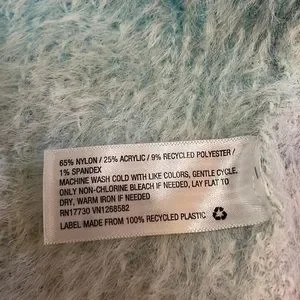 65% NYLON / 25% ACRYLIC / 9% RECYCLED POLYESTER /
1% SPANDEX
MACHINE WASH COLD WITH LIKE COLORS, GENTLE CYCLE.
ONLY NON-CHLORINE BLEACH IF NEEDED, LAY FLAT TO
DRY, WARM IRON IF NEEDED
RN17730 VN1268582
LABEL MADE FROM 100% RECYCLED PLASTIC